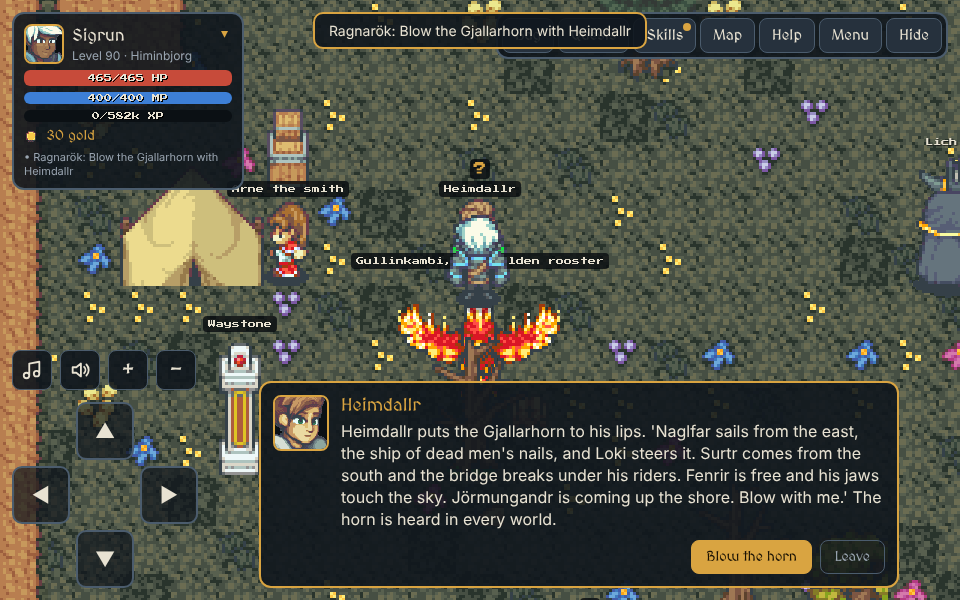 Sigrun
Level 90 · Himinbjorg
465/465 HP
400/400 MP
0/582k XP
30 gold
• Ragnarök: Blow the Gjallarhorn with
Heimdallr
Ragnarök: Blow the Gjallarhorn with Heimdallr
Skills
Map
Help
Menu
Hide
Lich
?
Arne the smith
Heimdallr
Gullinkambi,
lden rooster
Waystone
+
-
Heimdallr
Heimdallr puts the Gjallarhorn to his lips. 'Naglfar sails from the east,
the ship of dead men's nails, and Loki steers it. Surtr comes from the
south and the bridge breaks under his riders. Fenrir is free and his jaws
touch the sky. Jörmungandr is coming up the shore. Blow with me.' The
horn is heard in every world.
Blow the horn
Leave